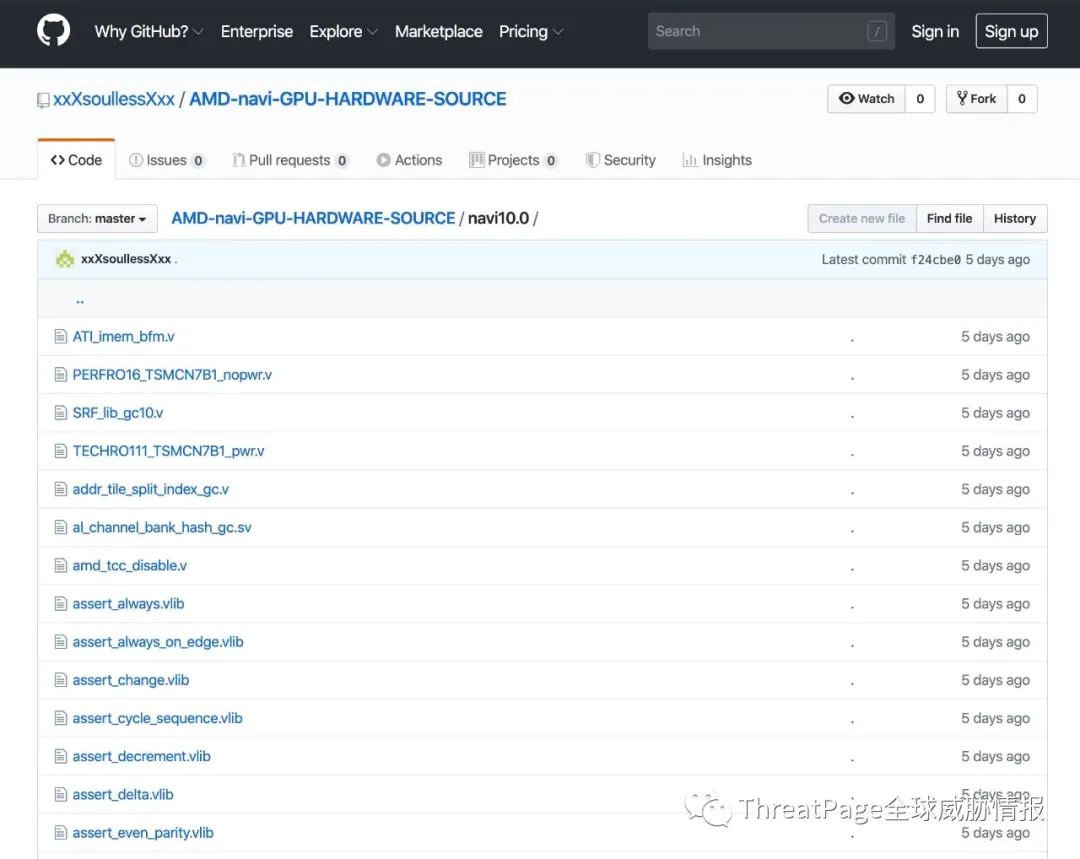 Why GitHub? Enterprise Explore Marketplace Pricing Search / Sign in Sign up
xxXsoullessXxx / AMD-navi-GPU-HARDWARE-SOURCE Watch 0 Fork 0
Code Issues 0 Pull requests 0 Actions Projects 0 Security Insights
Branch: master AMD-navi-GPU-HARDWARE-SOURCE / navi10.0 / Create new file Find file History
xxXsoullessXxx . Latest commit f24cbe0 5 days ago
..
ATI_imem_bfm.v . 5 days ago
PERFRO16_TSMCN7B1_nopwr.v . 5 days ago
SRF_lib_gc10.v . 5 days ago
TECHRO111_TSMCN7B1_pwr.v . 5 days ago
addr_tile_split_index_gc.v . 5 days ago
al_channel_bank_hash_gc.sv . 5 days ago
amd_tcc_disable.v . 5 days ago
assert_always.vlib . 5 days ago
assert_always_on_edge.vlib . 5 days ago
assert_change.vlib . 5 days ago
assert_cycle_sequence.vlib . 5 days ago
assert_decrement.vlib . 5 days ago
assert_delta.vlib . 5 days ago
ThreatPage全球威胁情报
assert_even_parity.vlib . 5 days ago